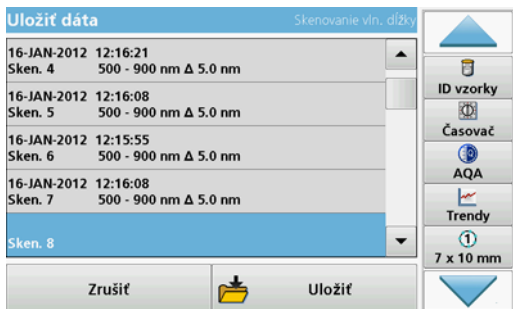 Uložiť dáta
Skenovanie vln. dĺžky
16-JAN-2012 12:16:21
Sken. 4 500 - 900 nm Δ 5.0 nm
16-JAN-2012 12:16:08
Sken. 5 500 - 900 nm Δ 5.0 nm
16-JAN-2012 12:15:55
Sken. 6 500 - 900 nm Δ 5.0 nm
16-JAN-2012 12:16:08
Sken. 7 500 - 900 nm Δ 5.0 nm
Sken. 8
Zrušiť
Uložiť
ID vzorky
Časovač
AQA
Trendy
1
7 x 10 mm